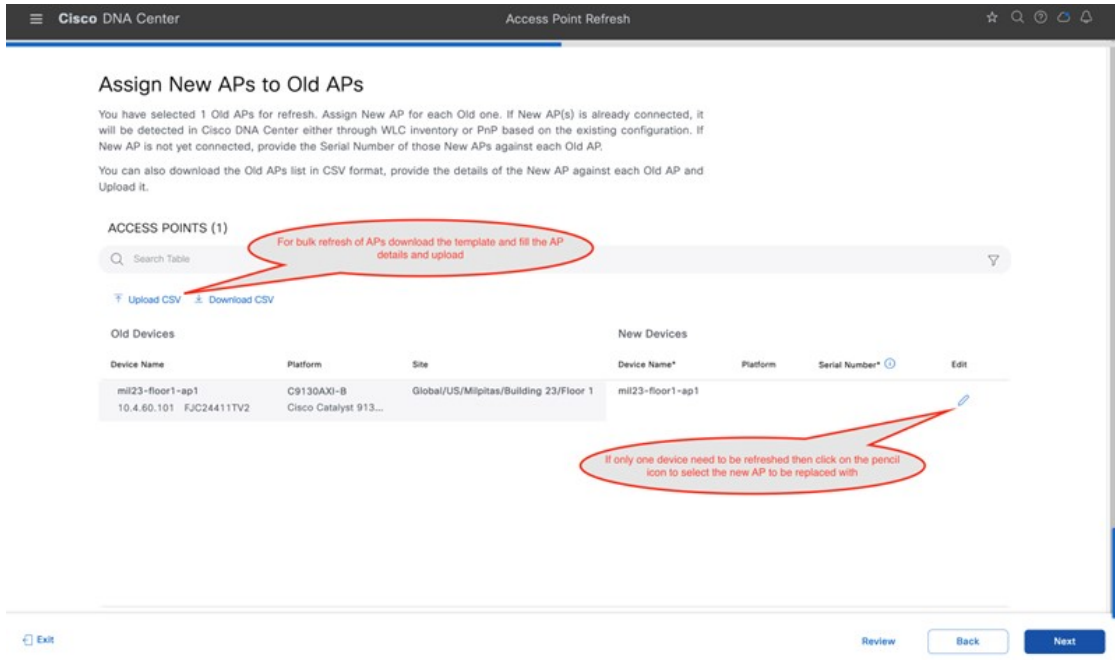 Cisco DNA Center
Access Point Refresh
Assign New APs to Old APs
You have selected 1 Old APs for refresh. Assign New AP for each Old one. If New AP(s) is already connected, it
will be detected in Cisco DNA Center either through WLC inventory or PnP based on the existing configuration. If
New AP is not yet connected, provide the Serial Number of those New APs against each Old AP.
You can also download the Old APs list in CSV format, provide the details of the New AP against each Old AP and
Upload it.
ACCESS POINTS (1)
For bulk refresh of APs download the template and fill the AP
details and upload
Search Table
Upload CSV Download CSV
Old Devices New Devices
Device Name Platform Site Device Name* Platform Serial Number* Edit
mil23-floor1-ap1 C9130AXI-B Global/US/Milpitas/Building 23/Floor 1 mil23-floor1-ap1
10.4.60.101 FJC24411TV2 Cisco Catalyst 913...
If only one device need to be refreshed then click on the pencil
icon to select the new AP to be replaced with
Exit Review Back Next